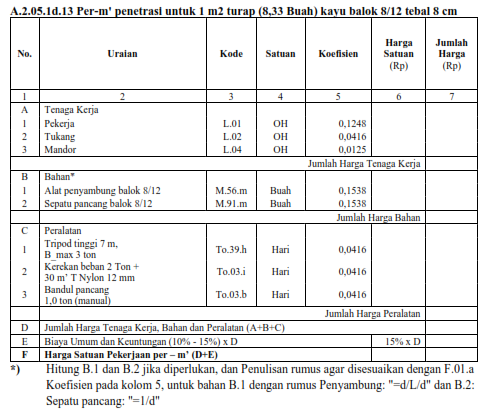 A.2.05.1d.13 Per-m' penetrasi untuk 1 m2 turap (8,33 Buah) kayu balok 8/12 tebal 8 cm
No. Uraian Kode Satuan Koefisien Harga Satuan (Rp) Jumlah Harga (Rp)
1 2 3 4 5 6 7
A Tenaga Kerja
1 Pekerja L.01 OH 0,1248
2 Tukang L.02 OH 0,0416
3 Mandor L.04 OH 0,0125
Jumlah Harga Tenaga Kerja
B Bahan*
1 Alat penyambung balok 8/12 M.56.m Buah 0,1538
2 Sepatu pancang balok 8/12 M.91.m Buah 0,1538
Jumlah Harga Bahan
C Peralatan
1 Tripod tinggi 7 m, B_max 3 ton To.39.h Hari 0,0416
2 Kerekan beban 2 Ton + 30 m' T Nylon 12 mm To.03.i Hari 0,0416
3 Bandul pancang 1,0 ton (manual) To.03.b Hari 0,0416
Jumlah Harga Peralatan
D Jumlah Harga Tenaga Kerja, Bahan dan Peralatan (A+B+C)
E Biaya Umum dan Keuntungan (10% - 15%) x D 15% x D
F Harga Satuan Pekerjaan per – m' (D+E)
*) Hitung B.1 dan B.2 jika diperlukan, dan Penulisan rumus agar disesuaikan dengan F.01.a
Koefisien pada kolom 5, untuk bahan B.1 dengan rumus Penyambung: "=d/L/d" dan B.2:
Sepatu pancang: "=1/d"